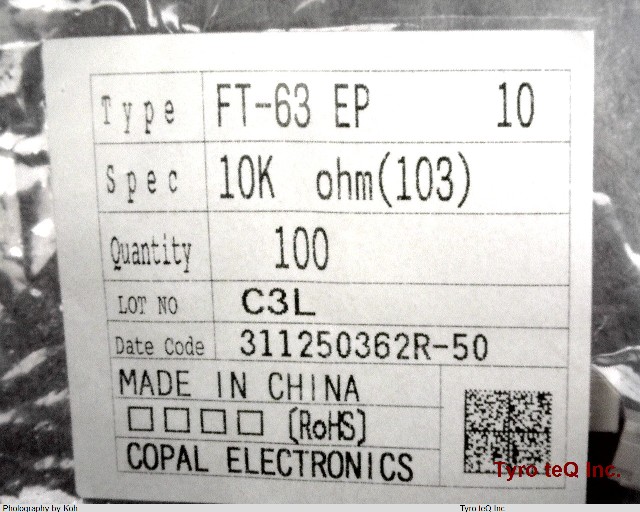 Type FT-63 EP 10
Spec 10K ohm(103)
Quantity 100
LOT NO C3L
Date Code 311250362R-50
MADE IN CHINA
□□□□ (RoHS)
COPAL ELECTRONICS
Tyro teQ Inc.
Photography by Koh Tyro teQ Inc